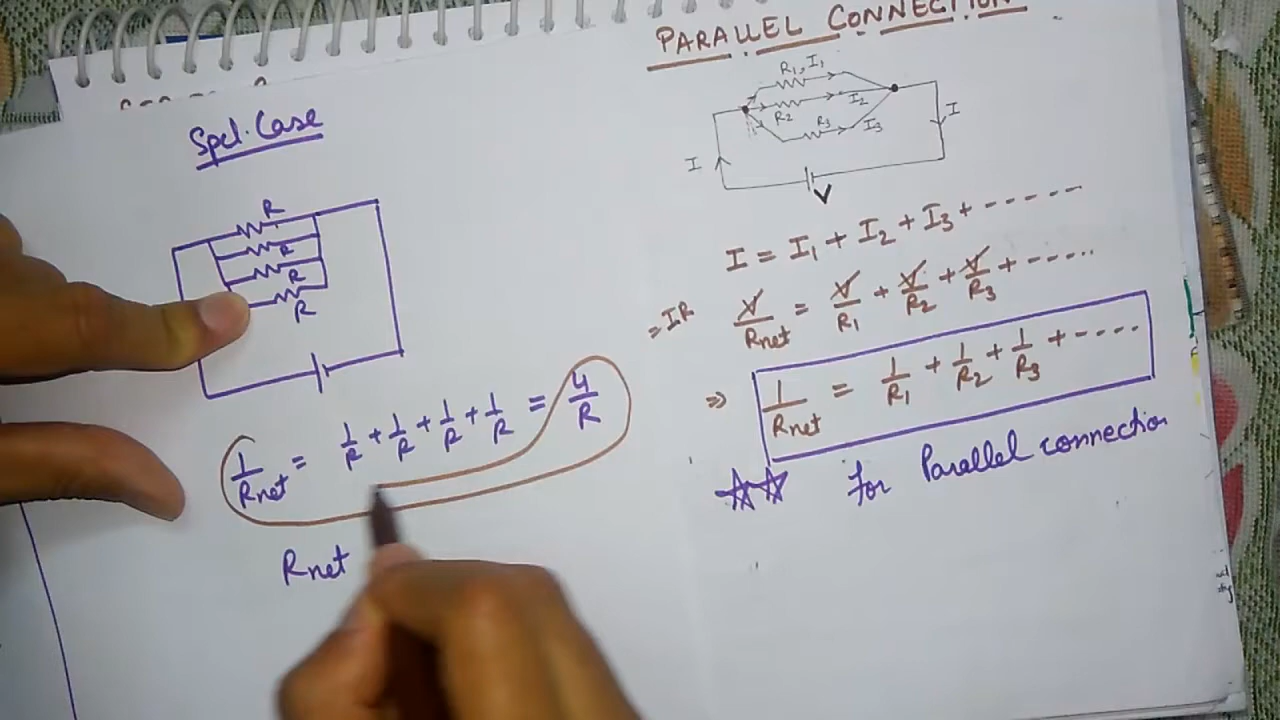 Spcl. Case
R
R
R
R
1/Rnet = 1/R + 1/R + 1/R + 1/R = 4/R
Rnet
PARALLEL CONNECTION
R1, I1
R2 I2
R3 I3
I
I
V
I = I1 + I2 + I3 + -----
=IR V/Rnet = V/R1 + V/R2 + V/R3 + -----
⇒ 1/Rnet = 1/R1 + 1/R2 + 1/R3 + ----
☆☆ for Parallel connection